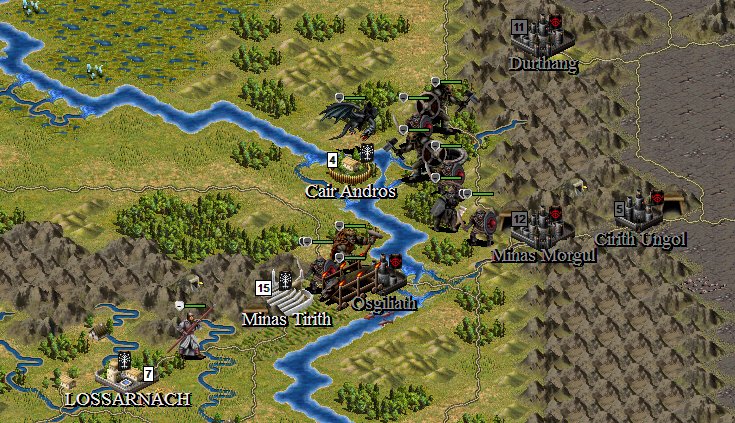 11
Durthang
4
Cair Andros
5
12
Cirith Ungol
Minas Morgul
15
Osgiliath
Minas Tirith
7
LOSSARNACH